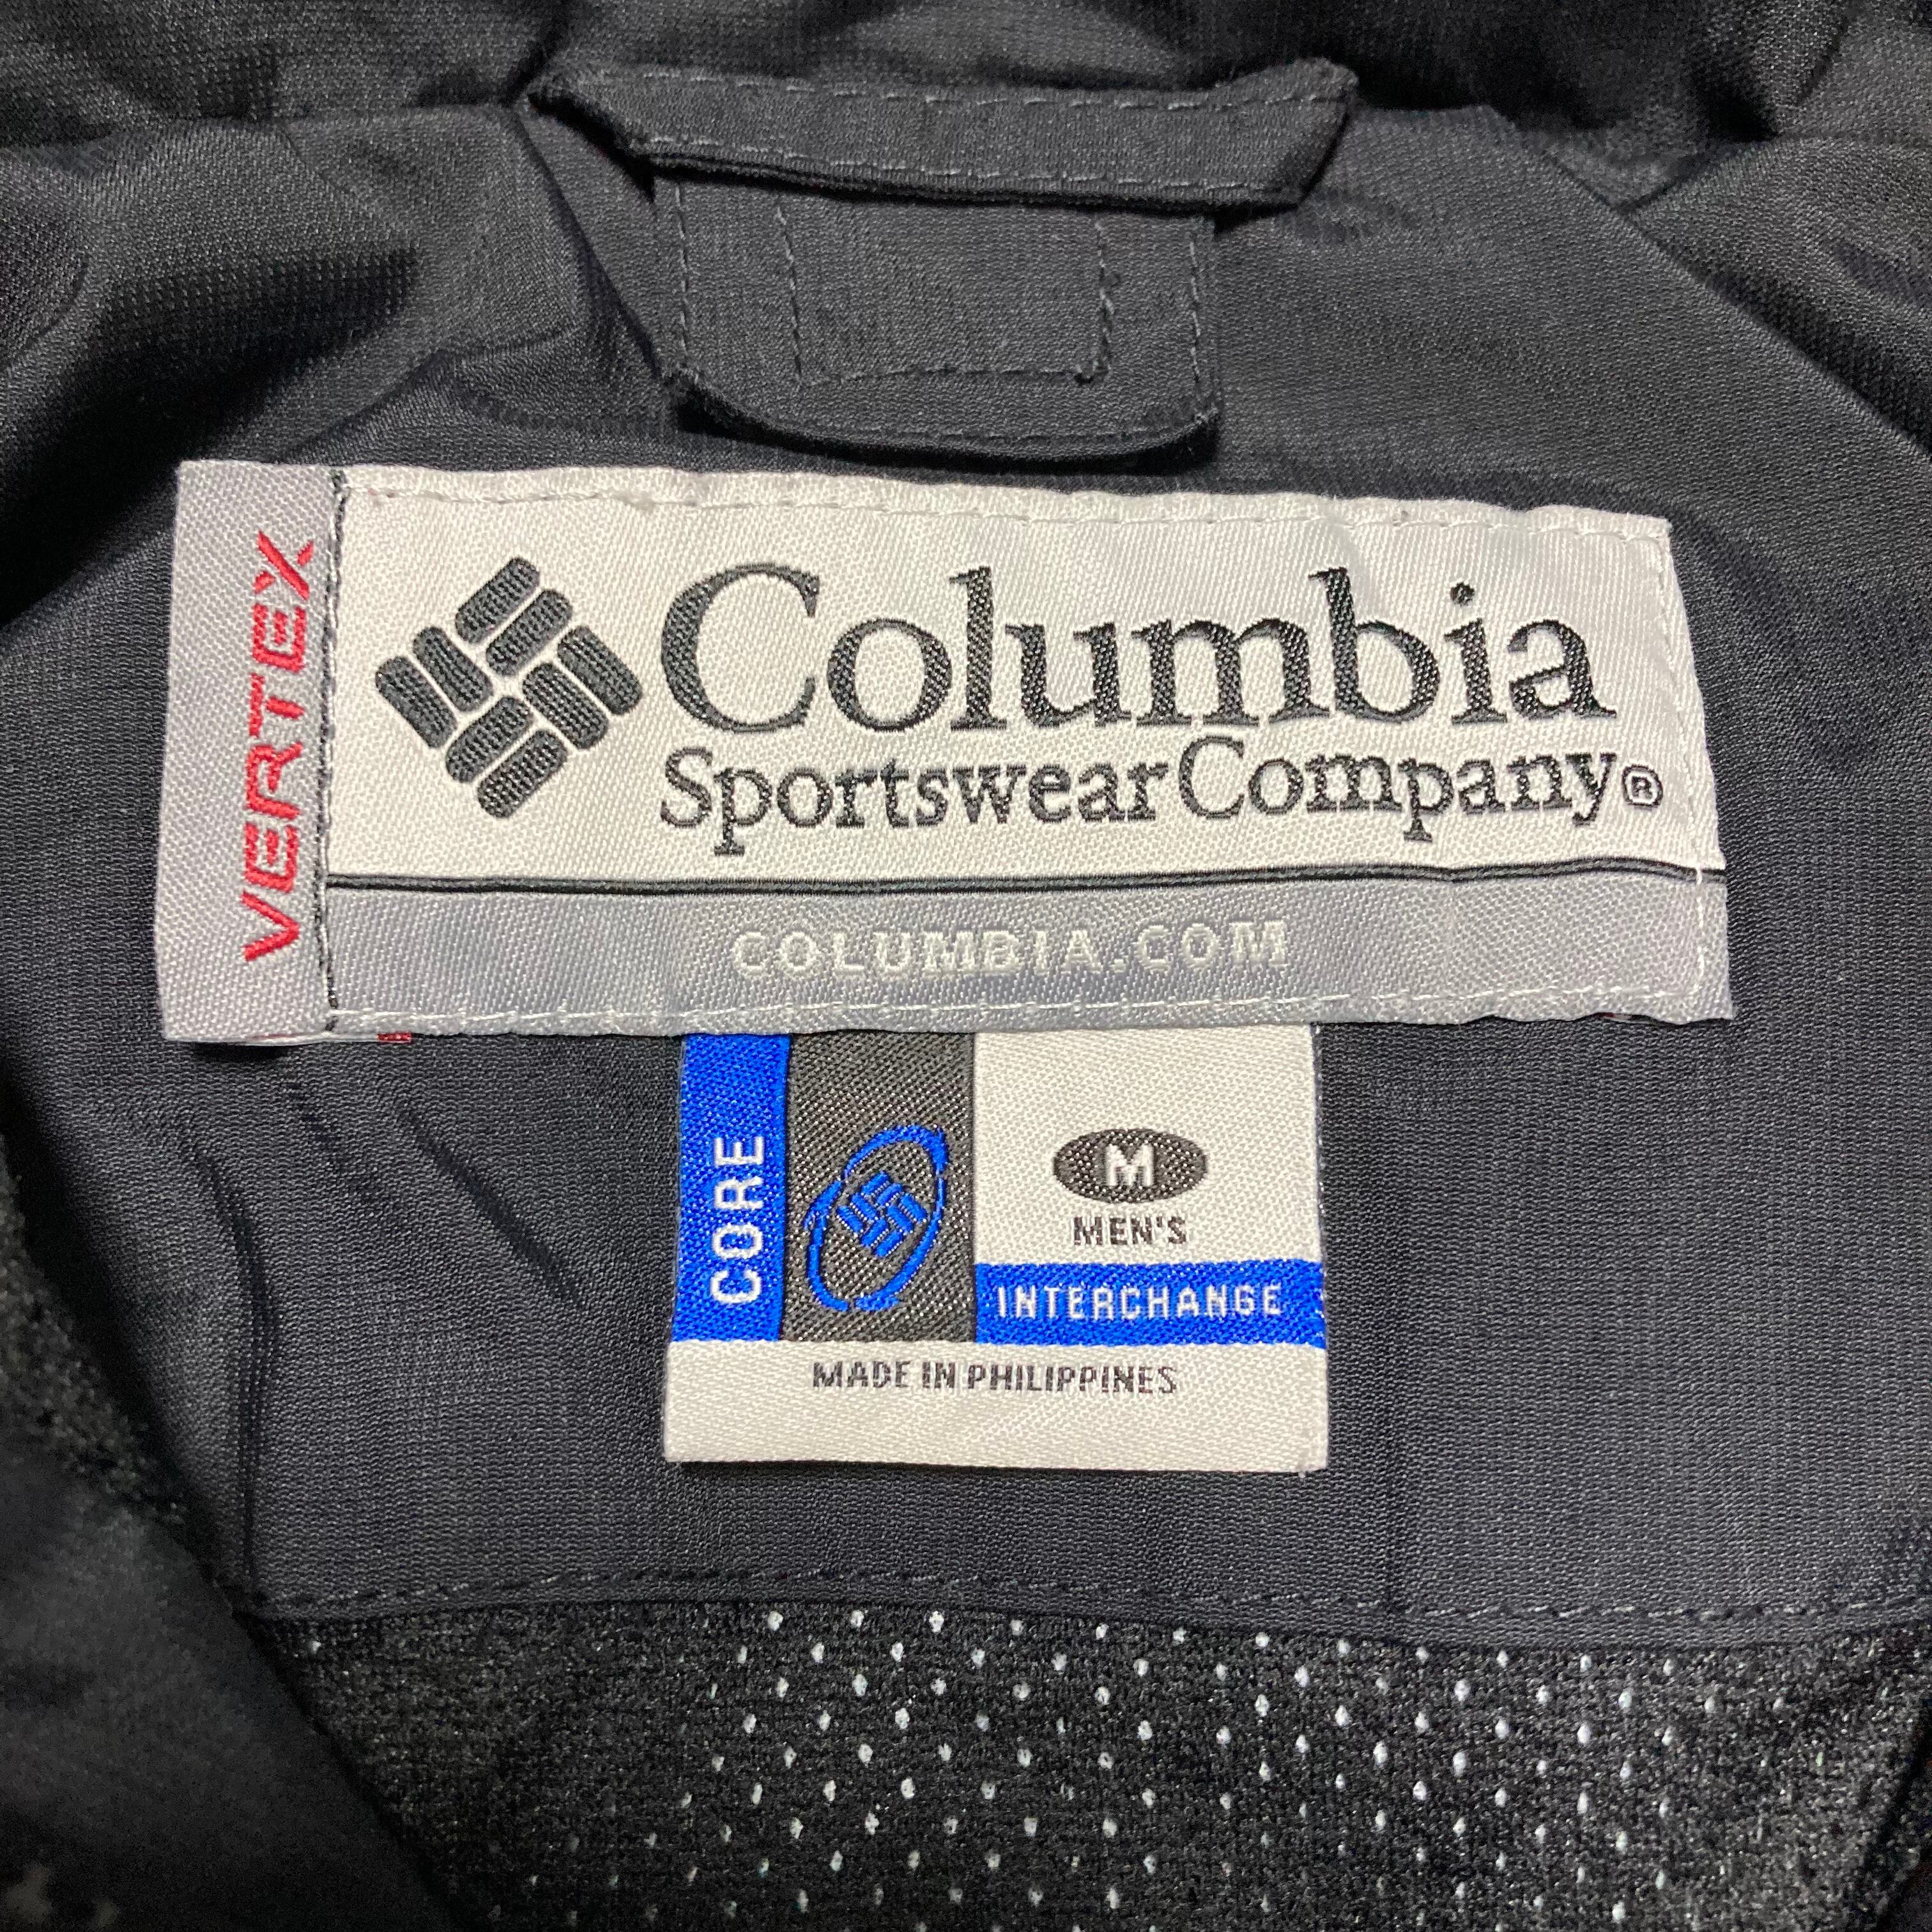 VERTEX
Columbia
Sportswear Company®
COLUMBIA.COM
CORE
M
MEN'S
INTERCHANGE
MADE IN PHILIPPINES